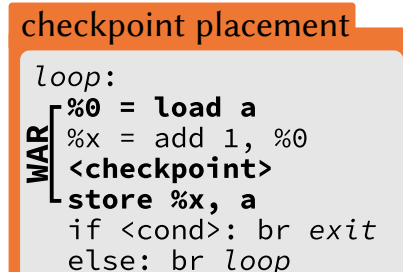 checkpoint placement
loop:
WAR
%0 = load a
%x = add 1, %0
<checkpoint>
store %x, a
if <cond>: br exit
else: br loop